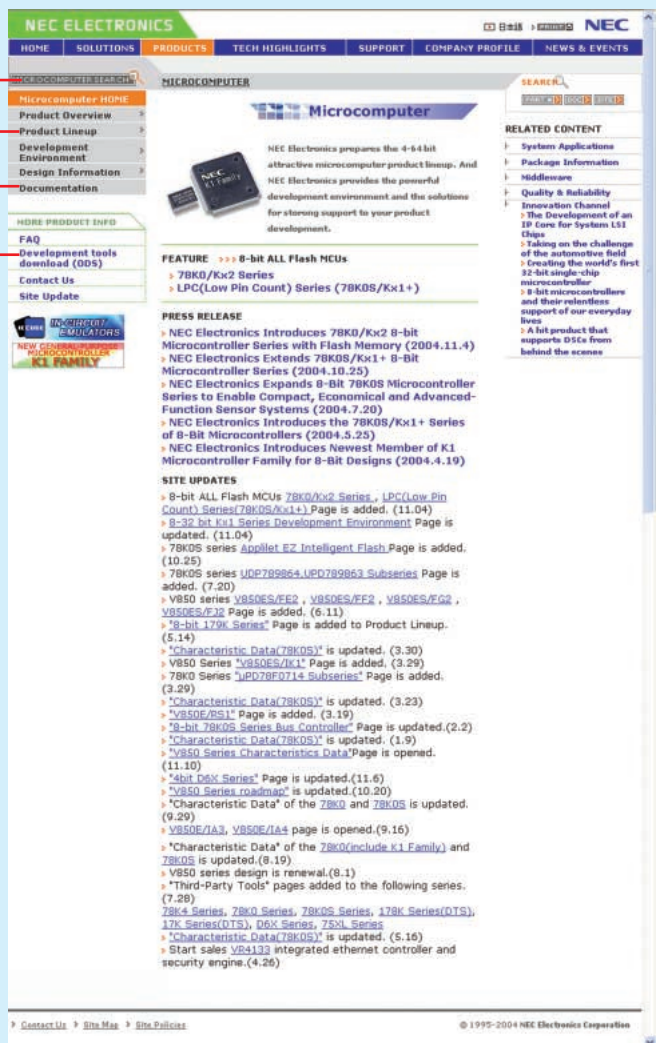 NEC ELECTRONICS
日本語 NEC
HOME SOLUTIONS PRODUCTS TECH HIGHLIGHTS SUPPORT COMPANY PROFILE NEWS & EVENTS
MICROCOMPUTER SEARCH
Microcomputer HOME
Product Overview
Product Lineup
Development
Environment
Design Information
Documentation
MORE PRODUCT INFO
FAQ
Development tools
download (ODS)
Contact Us
Site Update
IN-CIRCUIT
EMULATORS
NEW GENERAL-PURPOSE
MICROCONTROLLER
K1 FAMILY
MICROCOMPUTER
Microcomputer
NEC
K1 Family
NEC Electronics prepares the 4-64 bit
attractive microcomputer product lineup. And
NEC Electronics provides the powerful
development environment and the solutions
for storong support to your product
development.
FEATURE >>> 8-bit ALL Flash MCUs
78K0/Kx2 Series
LPC(Low Pin Count) Series (78K0S/Kx1+)
PRESS RELEASE
NEC Electronics Introduces 78K0/Kx2 8-bit
Microcontroller Series with Flash Memory (2004.11.4)
NEC Electronics Extends 78K0S/Kx1+ 8-Bit
Microcontroller Series (2004.10.25)
NEC Electronics Expands 8-Bit 78K0S Microcontroller
Series to Enable Compact, Economical and Advanced-
Function Sensor Systems (2004.7.20)
NEC Electronics Introduces the 78K0S/Kx1+ Series
of 8-Bit Microcontrollers (2004.5.25)
NEC Electronics Introduces Newest Member of K1
Microcontroller Family for 8-Bit Designs (2004.4.19)
SITE UPDATES
8-bit ALL Flash MCUs 78K0/Kx2 Series , LPC(Low Pin
Count) Series(78K0S/Kx1+) Page is added. (11.04)
8-32 bit Kx1 Series Development Environment Page is
updated. (11.04)
78K0S series Applilet EZ Intelligent Flash Page is added.
(10.25)
78K0S series UDP789864,UPD789863 Subseries Page is
added. (7.20)
V850 series V850ES/FE2 , V850ES/FF2 , V850ES/FG2 ,
V850ES/FJ2 Page is added. (6.11)
"8-bit 179K Series" Page is added to Product Lineup.
(5.14)
"Characteristic Data(78K0S)" is updated. (3.30)
V850 Series "V850ES/IK1" Page is added. (3.29)
78K0 Series "μPD78F0714 Subseries" Page is added.
(3.29)
"Characteristic Data(78K0S)" is updated. (3.23)
"V850E/RS1" Page is added. (3.19)
"8-bit 78K0S Series Bus Controller" Page is updated.(2.2)
"Characteristic Data(78K0S)" is updated. (1.9)
"V850 Series Characteristics Data"Page is opened.
(11.10)
"4bit D6X Series" Page is updated.(11.6)
"V850 Series roadmap" is updated.(10.20)
"Characteristic Data" of the 78K0 and 78K0S is updated.
(9.29)
V850E/IA3, V850E/IA4 page is opened.(9.16)
"Characteristic Data" of the 78K0(include K1 Family) and
78K0S is updated.(8.19)
V850 series design is renewal.(8.1)
"Third-Party Tools" pages added to the following series.
(7.28)
78K4 Series, 78K0 Series, 78K0S Series, 178K Series(DTS),
17K Series(DTS), D6X Series, 75XL Series
"Characteristic Data(78K0S)" is updated. (5.16)
Start sales VR4133 integrated ethernet controller and
security engine.(4.26)
SEARCH
PART # DOC SITE
RELATED CONTENT
System Applications
Package Information
Middleware
Quality & Reliability
Innovation Channel
The Development of an
IP Core for System LSI
Chips
Taking on the challenge
of the automotive field
Creating the world's first
32-bit single-chip
microcontroller
8-bit microcontrollers
and their relentless
support of our everyday
lives
A hit product that
supports DSCs from
behind the scenes
Contact Us Site Map Site Policies
© 1995-2004 NEC Electronics Corporation